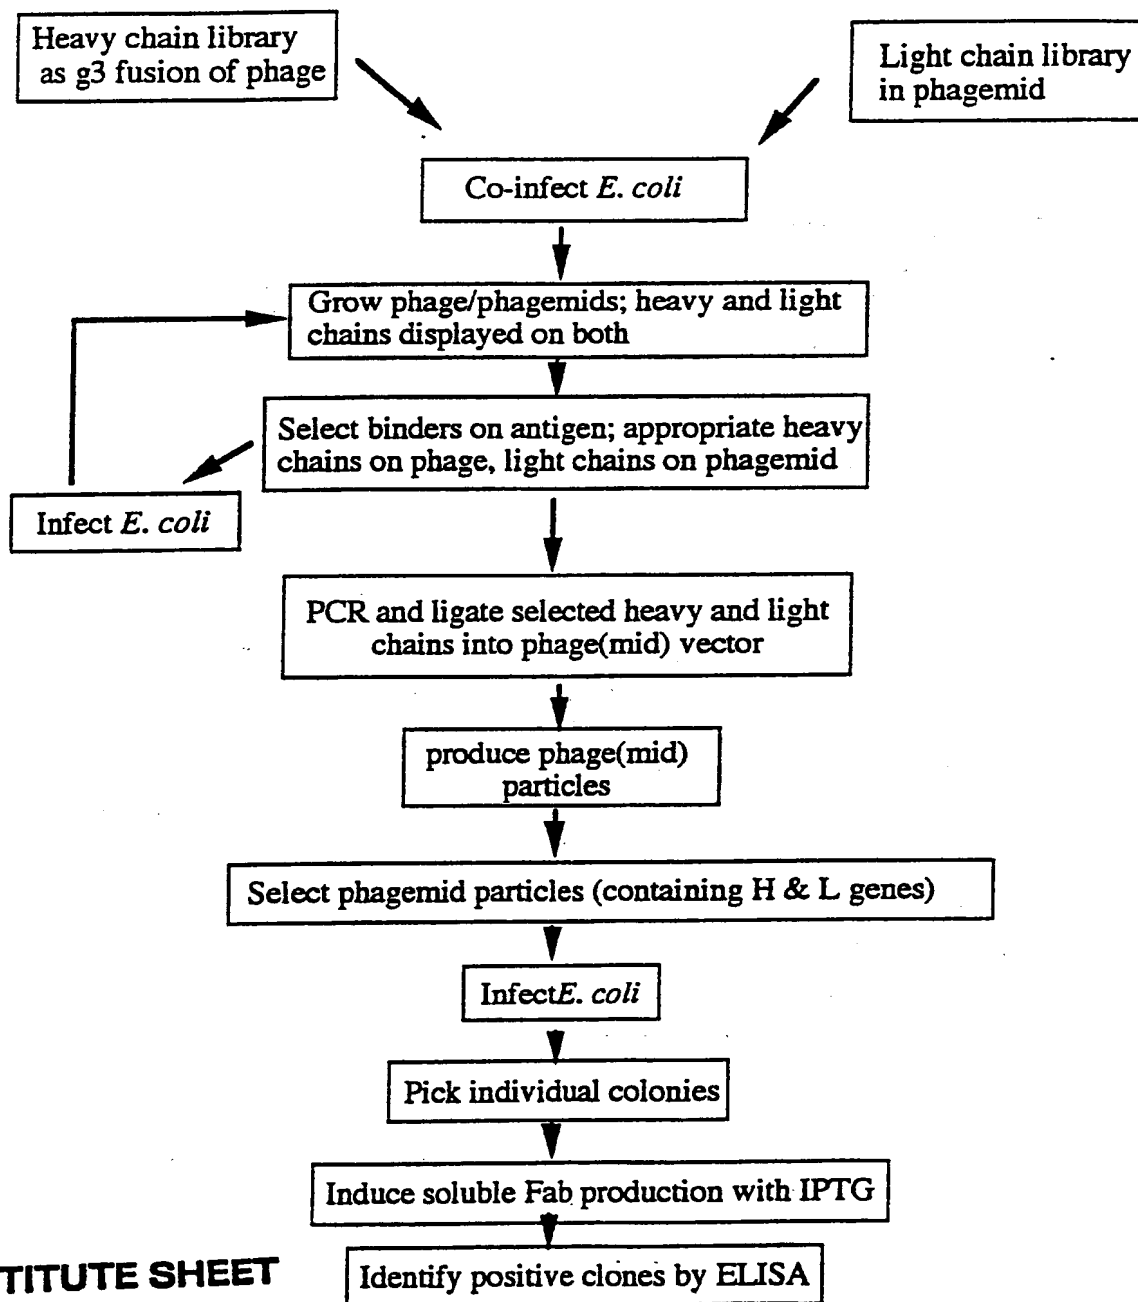 Heavy chain library
as g3 fusion of phage
Light chain library
in phagemid
Co-infect E. coli
Grow phage/phagemids; heavy and light
chains displayed on both
Select binders on antigen; appropriate heavy
chains on phage, light chains on phagemid
Infect E. coli
PCR and ligate selected heavy and light
chains into phage(mid) vector
produce phage(mid)
particles
Select phagemid particles (containing H & L genes)
InfectE. coli
Pick individual colonies
Induce soluble Fab production with IPTG
TITUTE SHEET
Identify positive clones by ELISA